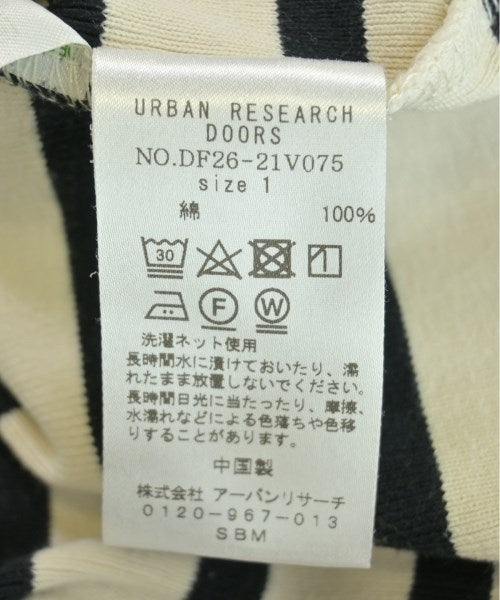 URBAN RESEARCH
DOORS
NO.DF26-21V075
size 1
綿 100%
30
F W
洗濯ネット使用
長時間水に漬けておいたり、濡
れたまま放置しないでください。
長時間日光に当たったり、摩擦、
水濡れなどによる色落ちや色移
りすることがあります。
中国製
株式会社 アーバンリサーチ
0120-967-013
SBM